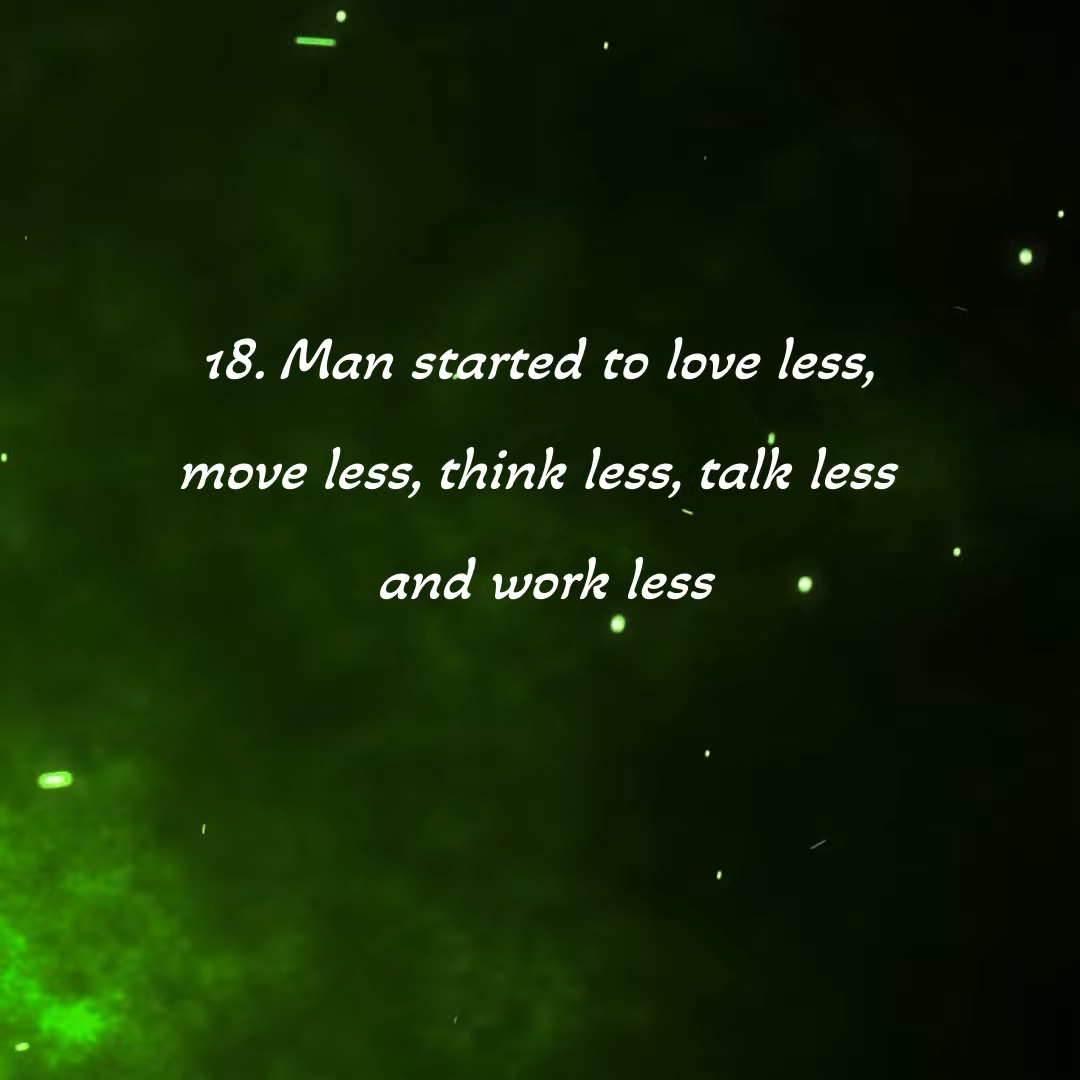 18. Man started to love less,
move less, think less, talk less
and work less